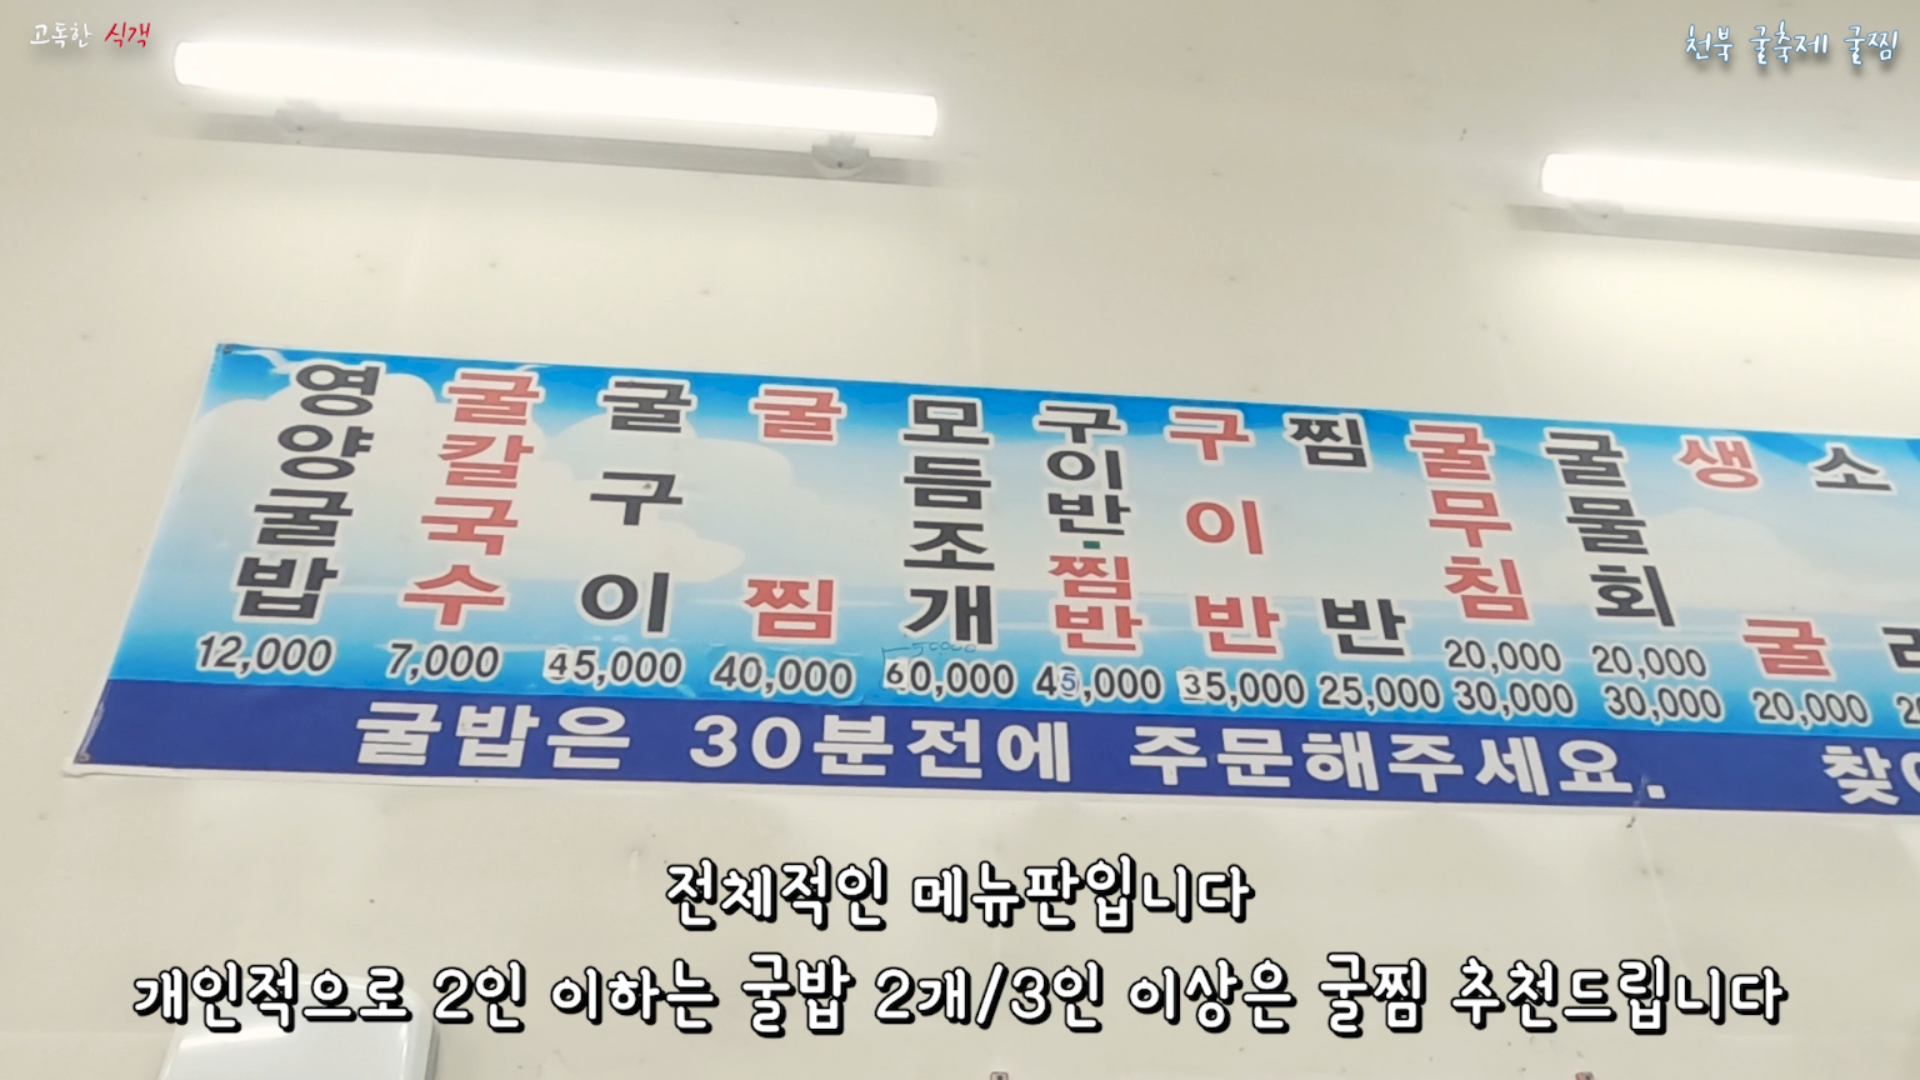 고독한 식객
천북 굴축제 굴찜
영양굴밥 12,000
굴칼국수 7,000
굴구이 45,000
굴찜 40,000
모듬조개 60,000
구이반·찜반 45,000
구이반 35,000
찜반 25,000
굴무침 20,000 30,000
굴물회 20,000 30,000
생굴 20,000
소
굴밥은 30분전에 주문해주세요.
전체적인 메뉴판입니다
개인적으로 2인 이하는 굴밥 2개/3인 이상은 굴찜 추천드립니다